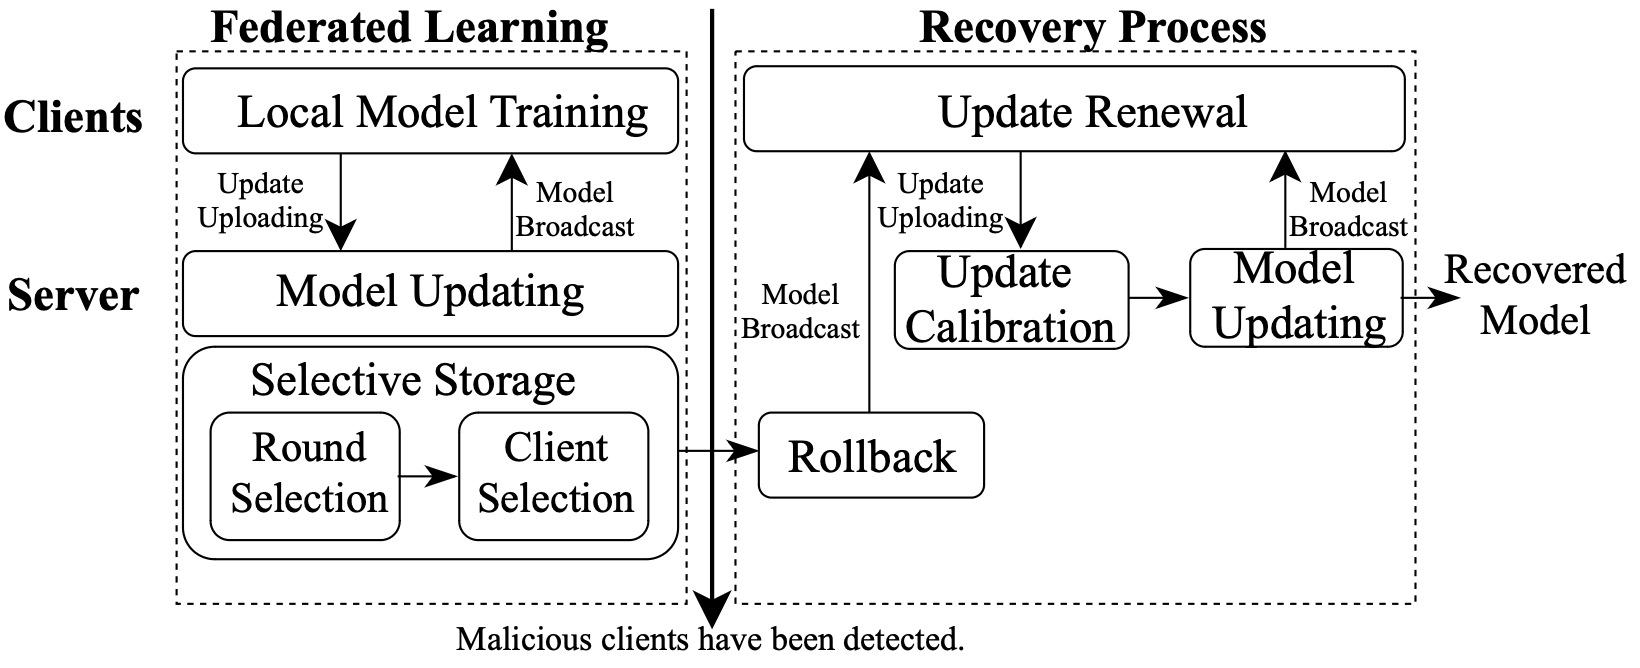 Federated Learning
Recovery Process
Clients
Local Model Training
Update Renewal
Update
Uploading
Model
Broadcast
Update
Uploading
Model
Broadcast
Server
Model Updating
Model
Broadcast
Update
Calibration
Model
Updating
Recovered
Model
Selective Storage
Round
Selection
Client
Selection
Rollback
Malicious clients have been detected.